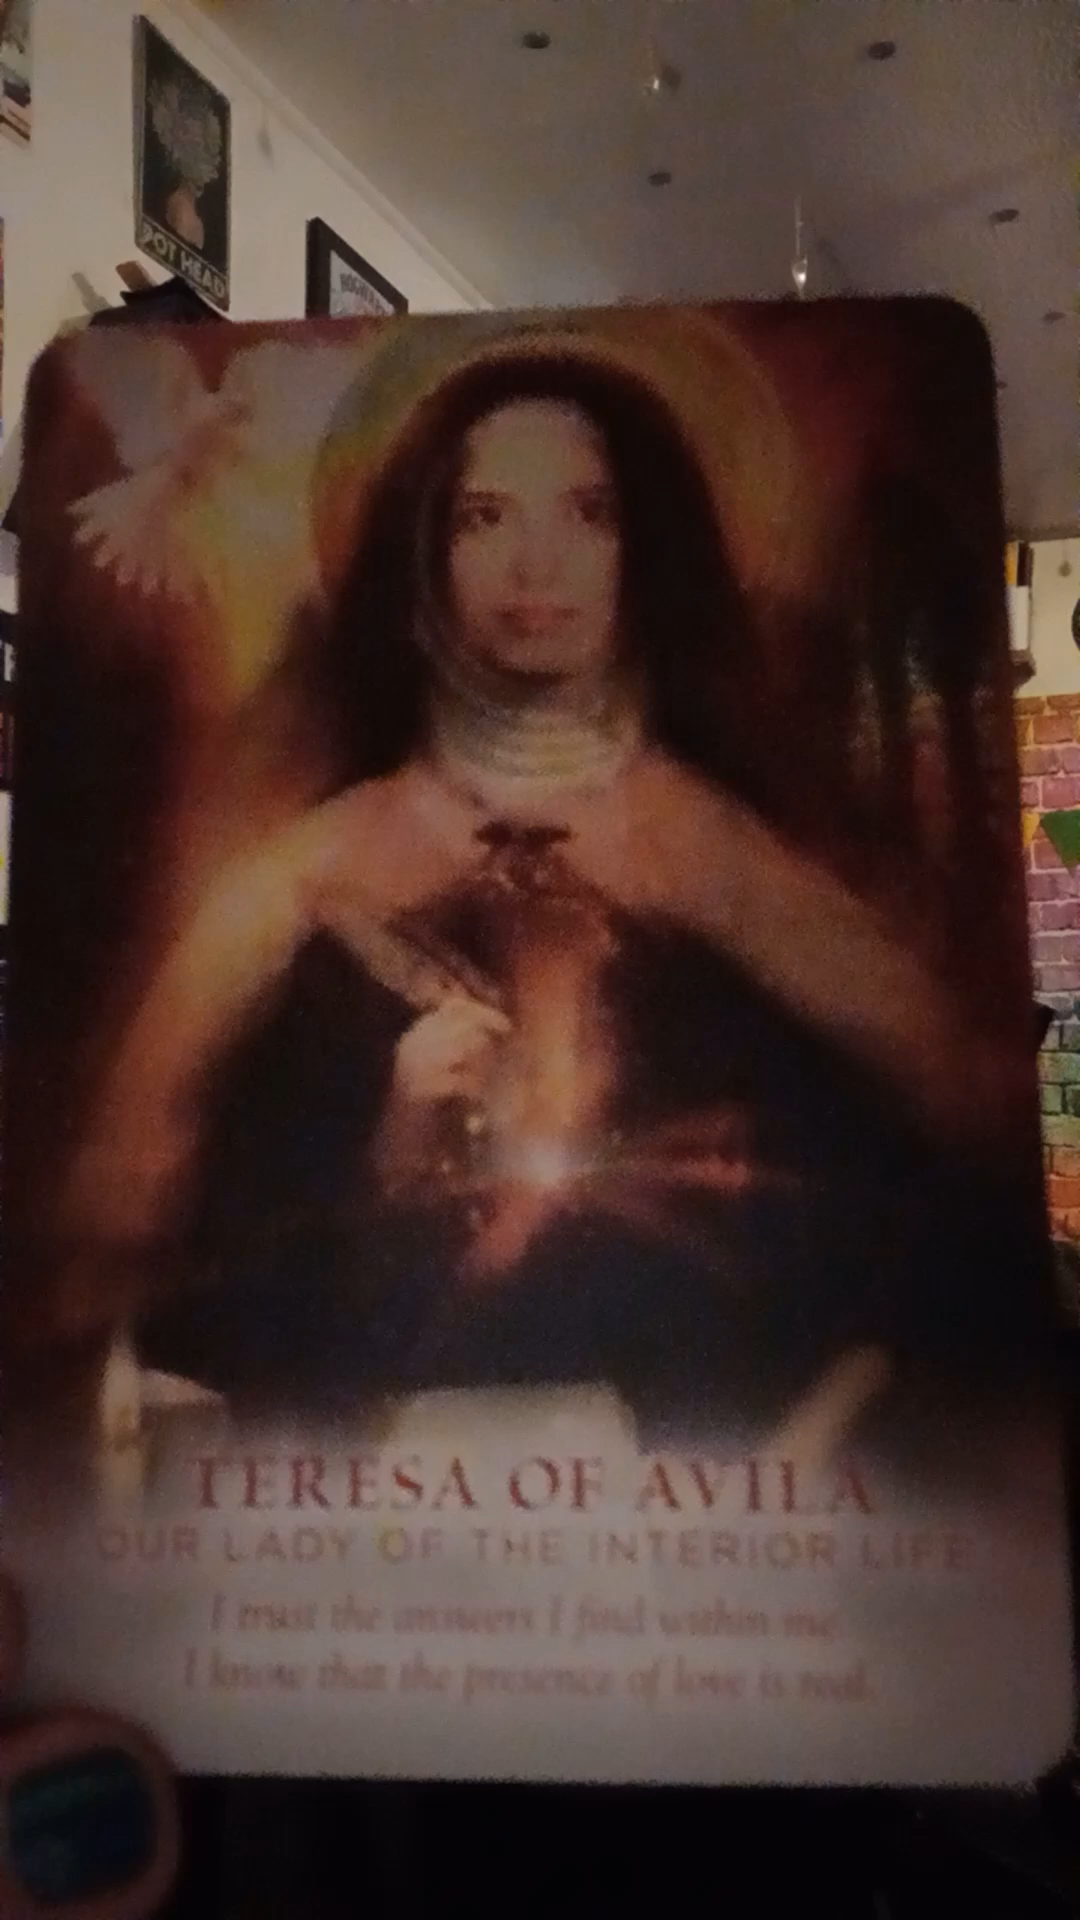 POT HEAD
HOGWARTS
TERESA OF AVILA
OUR LADY OF THE INTERIOR LIFE
I trust the answers I find within me.
I know that the presence of love is real.